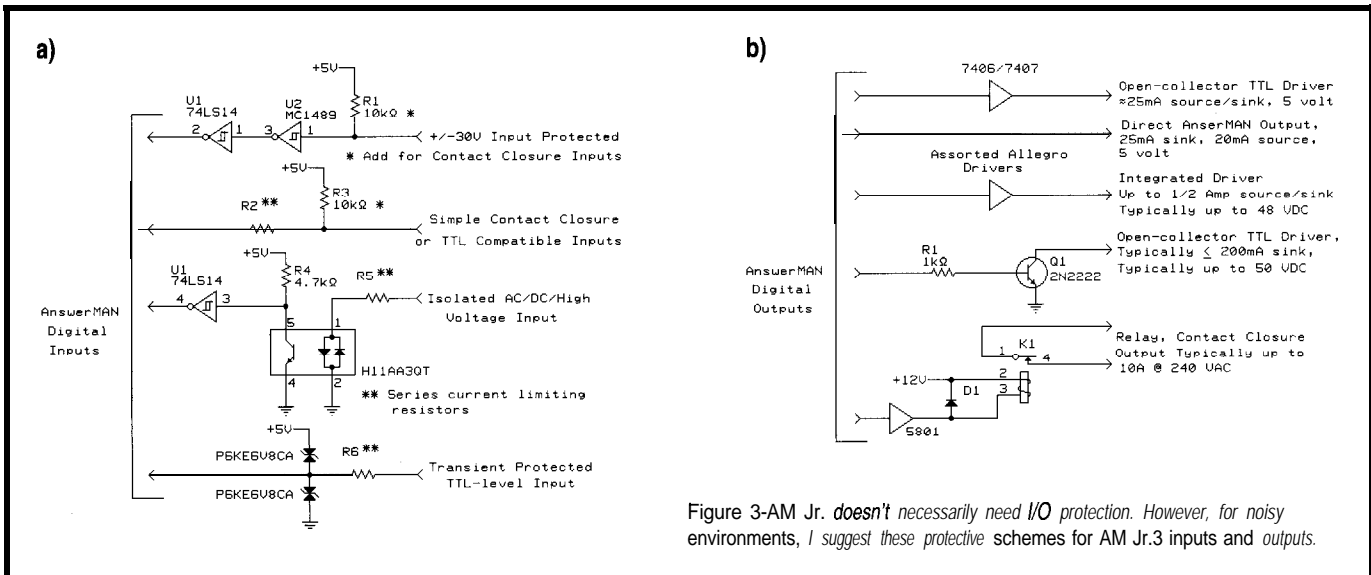 a)
+5V
U1
74LS14
U2
MC1489
R1
10kΩ *
2
1
3
1
+/-30V Input Protected
* Add for Contact Closure Inputs
+5V
R3
10kΩ *
R2 **
Simple Contact Closure
or TTL Compatible Inputs
+5V
R4
4.7kΩ
U1
74LS14
4
3
R5 **
Isolated AC/DC/High
Voltage Input
AnswerMAN
Digital
Inputs
5
1
4
2
H11AA3QT
** Series current limiting
resistors
+5V
P6KE6V8CA
R6 **
Transient Protected
TTL-level Input
P6KE6V8CA
b)
7406/7407
Open-collector TTL Driver
≈25mA source/sink, 5 volt
Direct AnserMAN Output,
25mA sink, 20mA source,
5 volt
Assorted Allegro
Drivers
Integrated Driver
Up to 1/2 Amp source/sink
Typically up to 48 VDC
Open-collector TTL Driver,
Typically ≤ 200mA sink,
Typically up to 50 VDC
R1
1kΩ
Q1
2N2222
AnswerMAN
Digital
Outputs
K1
1
4
Relay, Contact Closure
Output Typically up to
10A @ 240 VAC
+12V
2
D1
3
5801
Figure 3-AM Jr. doesn't necessarily need I/O protection. However, for noisy
environments, I suggest these protective schemes for AM Jr.3 inputs and outputs.